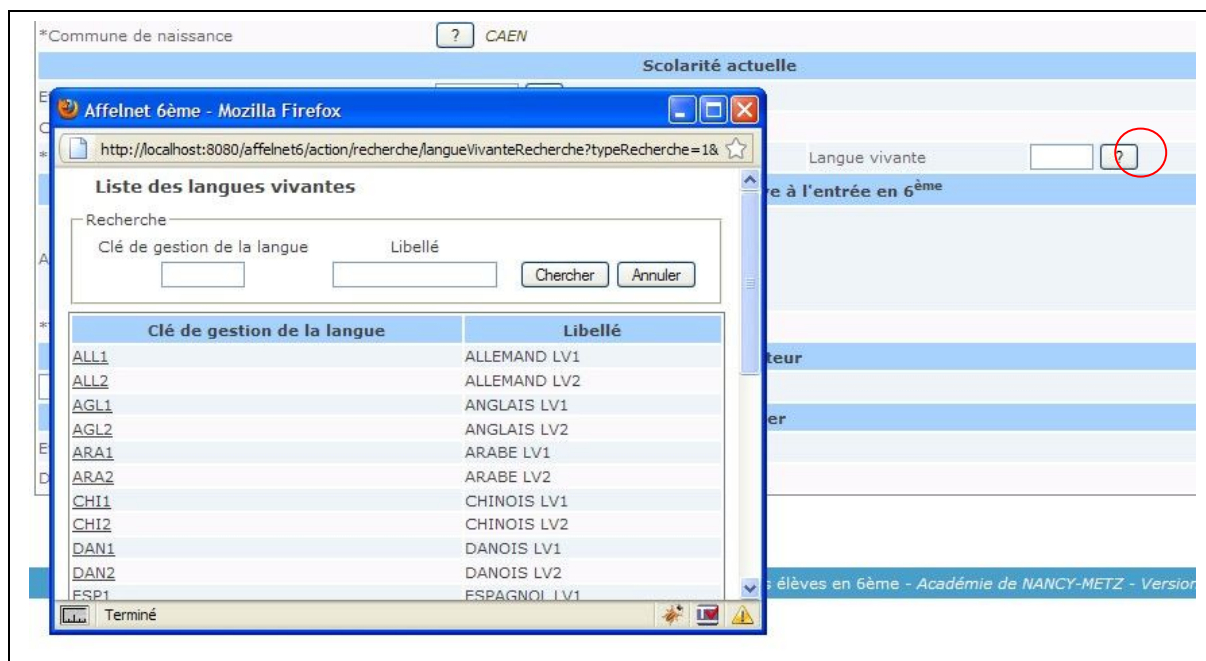 *Commune de naissance ? CAEN
Scolarité actuelle
E
Affelnet 6ème - Mozilla Firefox
C
http://localhost:8080/affelnet6/action/recherche/langueVivanteRecherche?typeRecherche=1&
* Langue vivante ?
Liste des langues vivantes
e à l'entrée en 6ème
Recherche
Clé de gestion de la langue Libellé
A
Chercher Annuler
*
Clé de gestion de la langue Libellé
ALL1 ALLEMAND LV1
teur
ALL2 ALLEMAND LV2
AGL1 ANGLAIS LV1
AGL2 ANGLAIS LV2
er
E
ARA1 ARABE LV1
ARA2 ARABE LV2
D
CHI1 CHINOIS LV1
CHI2 CHINOIS LV2
DAN1 DANOIS LV1
DAN2 DANOIS LV2
élèves en 6ème - Académie de NANCY-METZ - Version
ESP1 ESPAGNOL LV1
Terminé